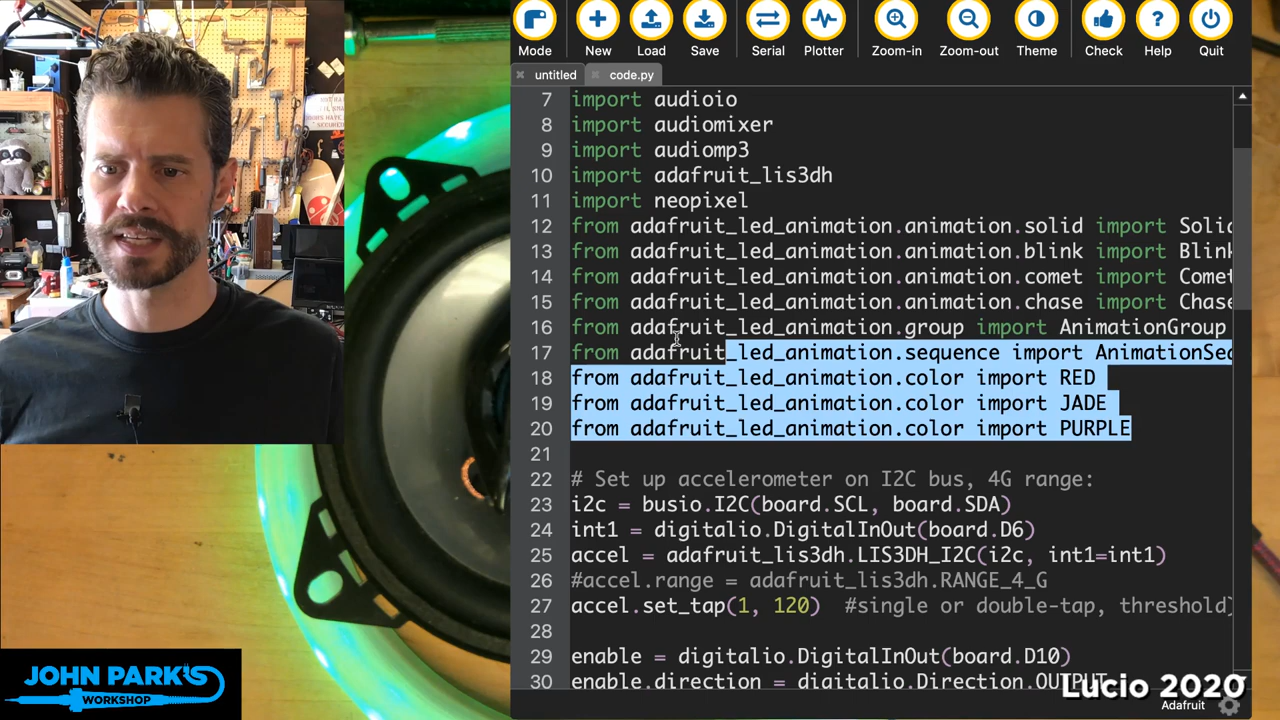 Mode
New
Load
Save
Serial
Plotter
Zoom-in
Zoom-out
Theme
Check
Help
Quit
untitled
code.py
7 import audioio
8 import audiomixer
9 import audiomp3
10 import adafruit_lis3dh
11 import neopixel
12 from adafruit_led_animation.animation.solid import Solid
13 from adafruit_led_animation.animation.blink import Blink
14 from adafruit_led_animation.animation.comet import Comet
15 from adafruit_led_animation.animation.chase import Chase
16 from adafruit_led_animation.group import AnimationGroup
17 from adafruit_led_animation.sequence import AnimationSeq
18 from adafruit_led_animation.color import RED
19 from adafruit_led_animation.color import JADE
20 from adafruit_led_animation.color import PURPLE
21
22 # Set up accelerometer on I2C bus, 4G range:
23 i2c = busio.I2C(board.SCL, board.SDA)
24 int1 = digitalio.DigitalInOut(board.D6)
25 accel = adafruit_lis3dh.LIS3DH_I2C(i2c, int1=int1)
26 #accel.range = adafruit_lis3dh.RANGE_4_G
27 accel.set_tap(1, 120)  #single or double-tap, threshold
28
29 enable = digitalio.DigitalInOut(board.D10)
30 enable.direction = digitalio.Direction.OUTPUT
Lucio 2020
Adafruit
JOHN PARK'S
WORKSHOP